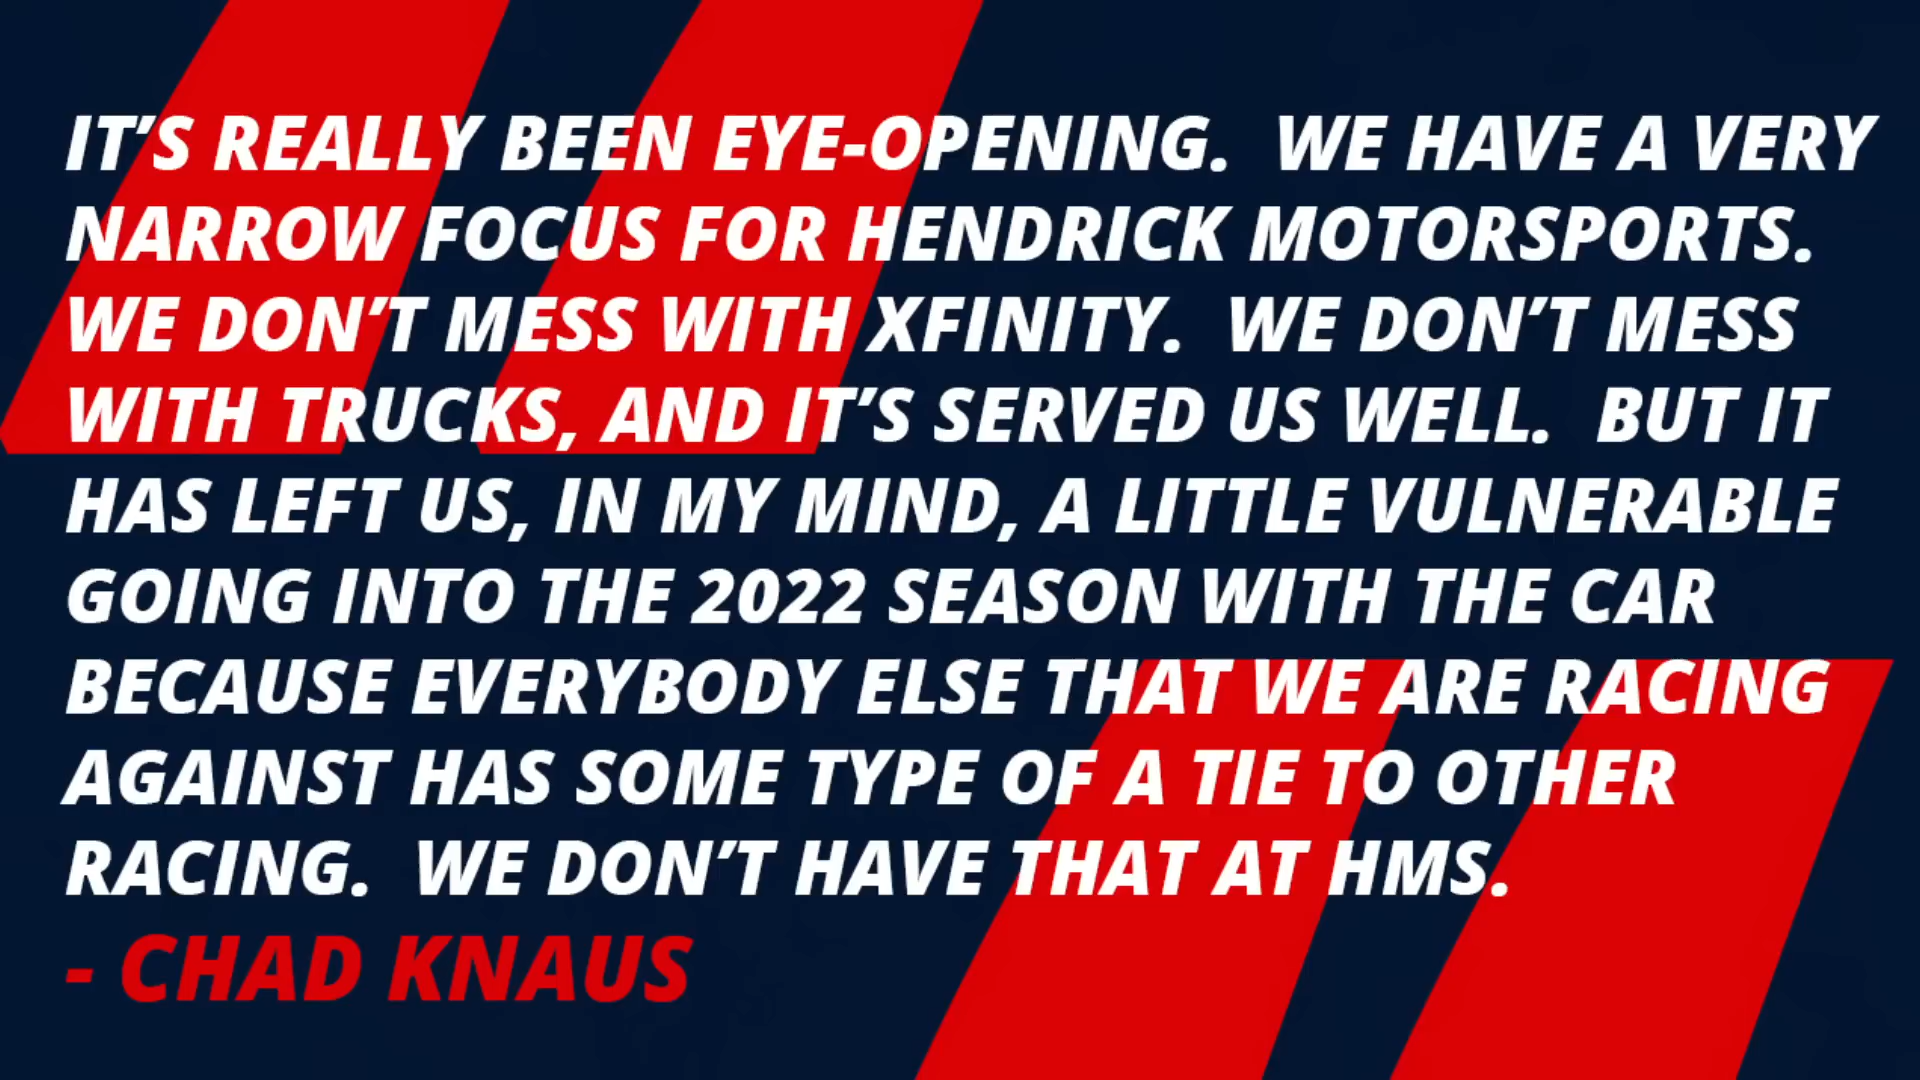 IT’S REALLY BEEN EYE-OPENING.  WE HAVE A VERY
NARROW FOCUS FOR HENDRICK MOTORSPORTS.
WE DON’T MESS WITH XFINITY.  WE DON’T MESS
WITH TRUCKS, AND IT’S SERVED US WELL.  BUT IT
HAS LEFT US, IN MY MIND, A LITTLE VULNERABLE
GOING INTO THE 2022 SEASON WITH THE CAR
BECAUSE EVERYBODY ELSE THAT WE ARE RACING
AGAINST HAS SOME TYPE OF A TIE TO OTHER
RACING.  WE DON’T HAVE THAT AT HMS.
- CHAD KNAUS